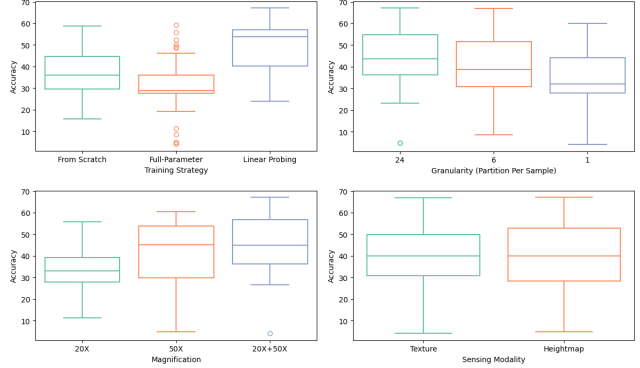 70
60
50
40
30
20
10
Accuracy
From Scratch Full-Parameter Linear Probing
Training Strategy
70
60
50
40
30
20
10
Accuracy
24 6 1
Granularity (Partition Per Sample)
70
60
50
40
30
20
10
Accuracy
20X 50X 20X+50X
Magnification
70
60
50
40
30
20
10
Accuracy
Texture Heightmap
Sensing Modality